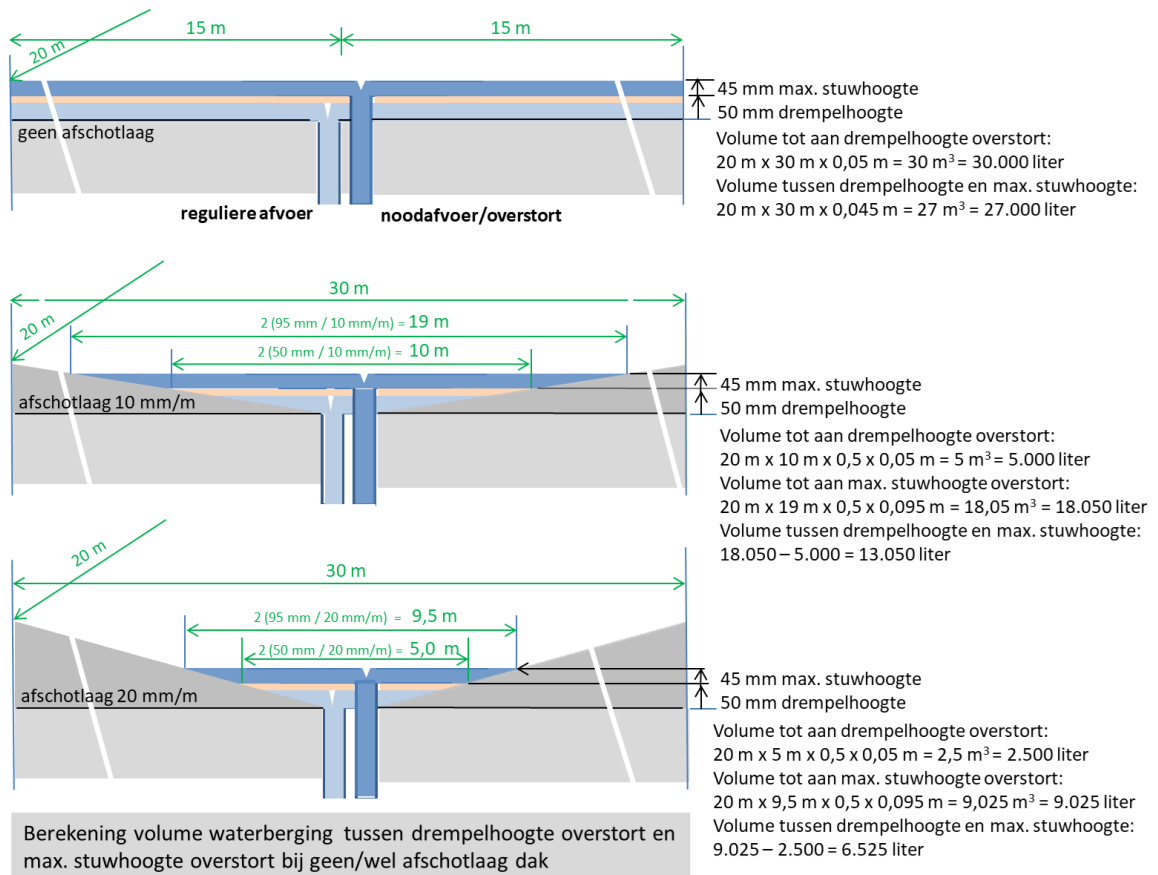 15 m
15 m
20 m
45 mm max. stuwhoogte
50 mm drempelhoogte
geen afschotlaag
Volume tot aan drempelhoogte overstort:
20 m x 30 m x 0,05 m = 30 m³ = 30.000 liter
Volume tussen drempelhoogte en max. stuwhoogte:
20 m x 30 m x 0,045 m = 27 m³ = 27.000 liter
reguliere afvoer
noodafvoer/overstort
30 m
20 m
2 (95 mm / 10 mm/m) = 19 m
2 (50 mm / 10 mm/m) = 10 m
45 mm max. stuwhoogte
50 mm drempelhoogte
afschotlaag 10 mm/m
Volume tot aan drempelhoogte overstort:
20 m x 10 m x 0,5 x 0,05 m = 5 m³ = 5.000 liter
Volume tot aan max. stuwhoogte overstort:
20 m x 19 m x 0,5 x 0,095 m = 18,05 m³ = 18.050 liter
Volume tussen drempelhoogte en max. stuwhoogte:
18.050 – 5.000 = 13.050 liter
20 m
30 m
2 (95 mm / 20 mm/m) = 9,5 m
2 (50 mm / 20 mm/m) = 5,0 m
45 mm max. stuwhoogte
50 mm drempelhoogte
afschotlaag 20 mm/m
Volume tot aan drempelhoogte overstort:
20 m x 5 m x 0,5 x 0,05 m = 2,5 m³ = 2.500 liter
Volume tot aan max. stuwhoogte overstort:
20 m x 9,5 m x 0,5 x 0,095 m = 9,025 m³ = 9.025 liter
Volume tussen drempelhoogte en max. stuwhoogte:
9.025 – 2.500 = 6.525 liter
Berekening volume waterberging tussen drempelhoogte overstort en
max. stuwhoogte overstort bij geen/wel afschotlaag dak